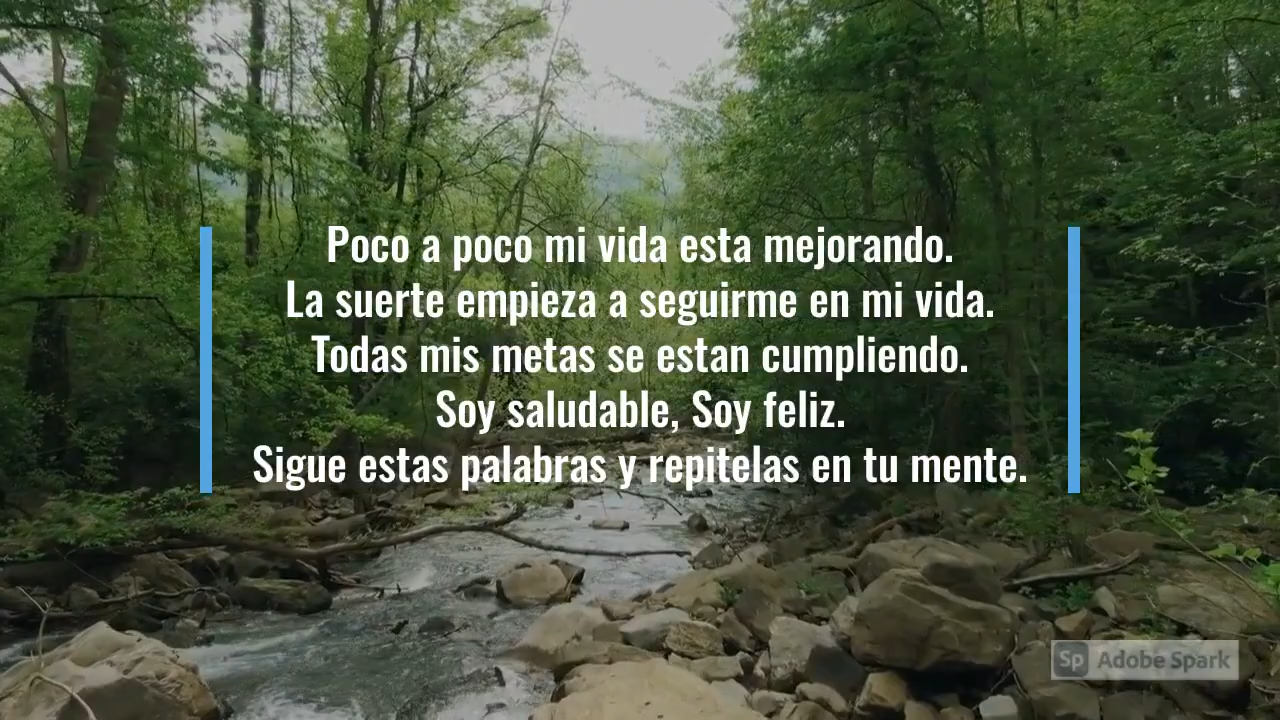 Poco a poco mi vida esta mejorando.
La suerte empieza a seguirme en mi vida.
Todas mis metas se estan cumpliendo.
Soy saludable, Soy feliz.
Sigue estas palabras y repitelas en tu mente.
Sp Adobe Spark